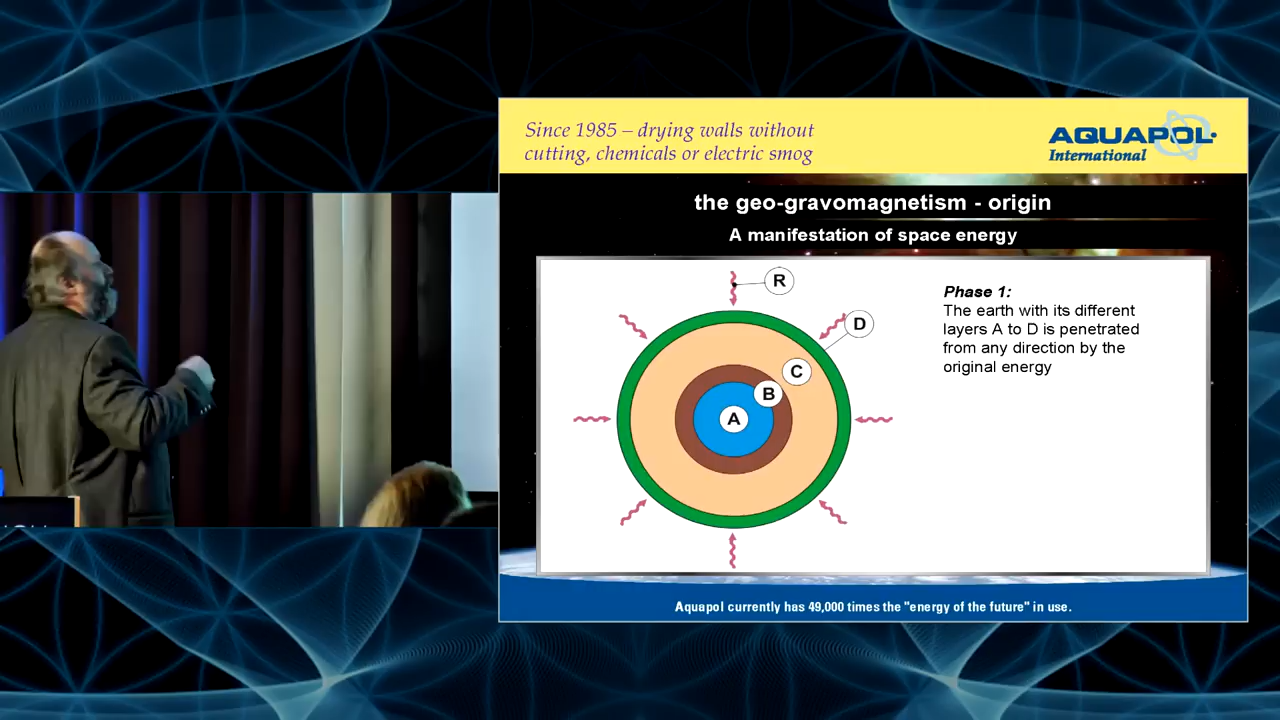 Since 1985 – drying walls without
cutting, chemicals or electric smog
AQUAPOL
International
the geo-gravomagnetism - origin
A manifestation of space energy
R
D
C
B
A
Phase 1:
The earth with its different
layers A to D is penetrated
from any direction by the
original energy
Aquapol currently has 49,000 times the "energy of the future" in use.